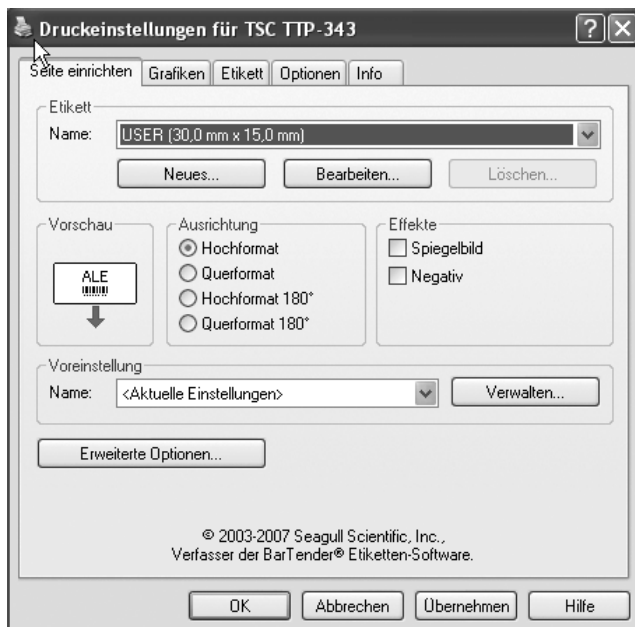 Druckeinstellungen für TSC TTP-343
Seite einrichten Grafiken Etikett Optionen Info
Etikett
Name: USER (30,0 mm x 15,0 mm)
Neues... Bearbeiten... Löschen...
Vorschau
ALE
Ausrichtung
Hochformat
Querformat
Hochformat 180°
Querformat 180°
Effekte
Spiegelbild
Negativ
Voreinstellung
Name: <Aktuelle Einstellungen> Verwalten...
Erweiterte Optionen...
© 2003-2007 Seagull Scientific, Inc.,
Verfasser der BarTender® Etiketten-Software.
OK Abbrechen Übernehmen Hilfe